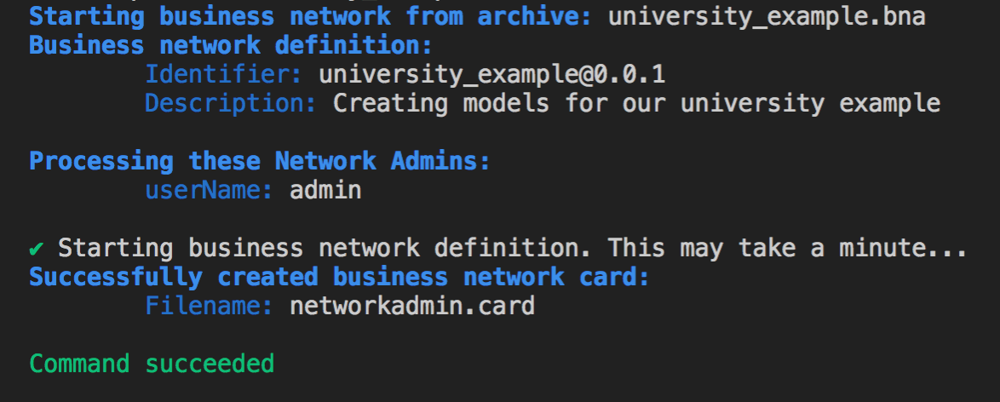 Starting business network from archive: university_example.bna
Business network definition:
Identifier: university_example@0.0.1
Description: Creating models for our university example
Processing these Network Admins:
userName: admin
✔ Starting business network definition. This may take a minute...
Successfully created business network card:
Filename: networkadmin.card
Command succeeded